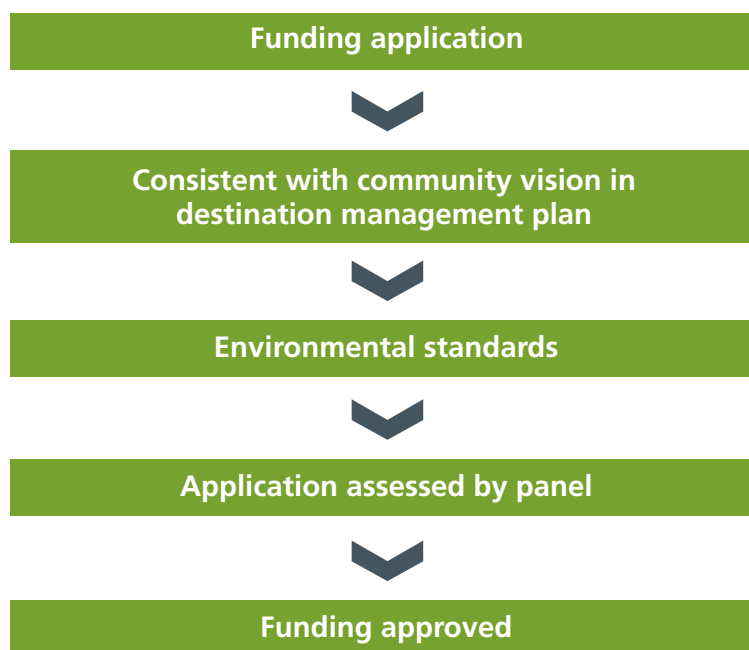 Funding application
Consistent with community vision in
destination management plan
Environmental standards
Application assessed by panel
Funding approved